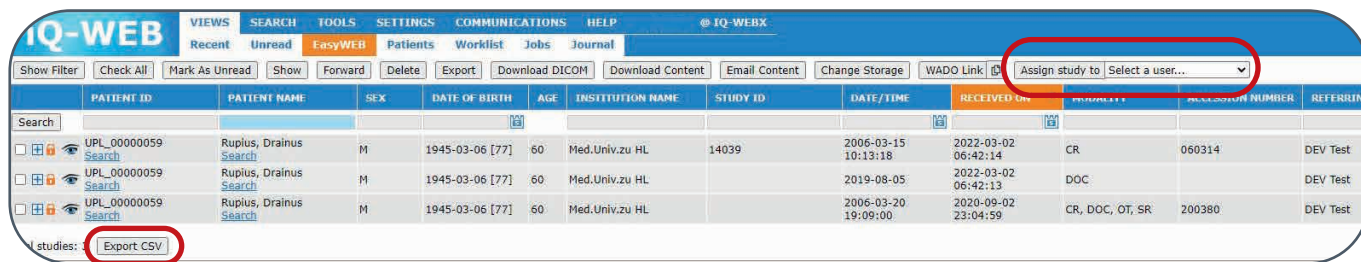 IQ-WEB
VIEWS SEARCH TOOLS SETTINGS COMMUNICATIONS HELP @ IQ-WEBX
Recent Unread EasyWEB Patients Worklist Jobs Journal
Show Filter Check All Mark As Unread Show Forward Delete Export Download DICOM Download Content Email Content Change Storage WADO Link Assign study to Select a user...
PATIENT ID PATIENT NAME SEX DATE OF BIRTH AGE INSTITUTION NAME STUDY ID DATE/TIME RECEIVED ON MODALITY ACCESSION NUMBER
Search
UPL_00000059 Rupius, Drainus M 1945-03-06 [77] 60 Med.Univ.zu HL 14039 2006-03-15 2022-03-02 CR 060314 DEV Test
Search Search 10:13:18 06:42:14
UPL_00000059 Rupius, Drainus M 1945-03-06 [77] 60 Med.Univ.zu HL 2019-08-05 2022-03-02 DOC DEV Test
Search Search 06:42:13
UPL_00000059 Rupius, Drainus M 1945-03-06 [77] 60 Med.Univ.zu HL 2006-03-20 2020-09-02 CR, DOC, OT, SR 200380 DEV Test
Search Search 19:09:00 23:04:59
studies: Export CSV